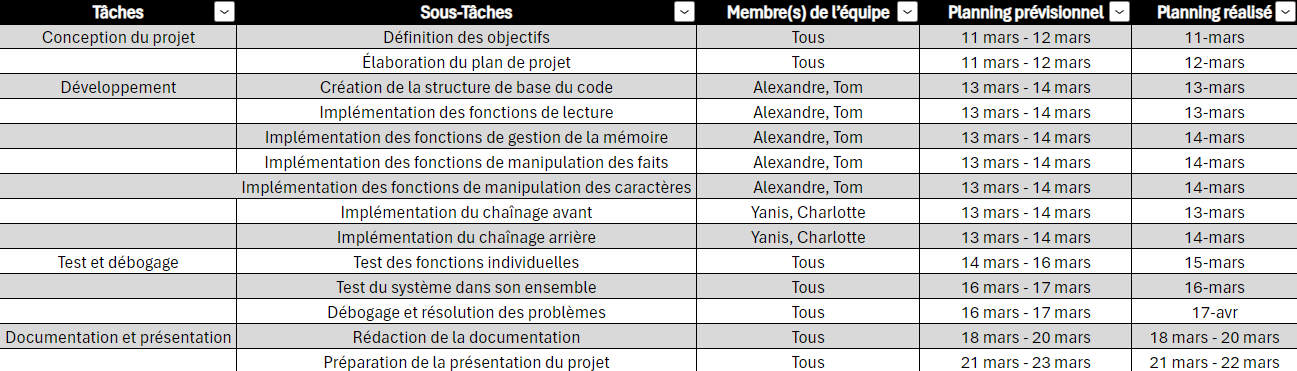 Tâches Sous-Tâches Membre(s) de l'équipe Planning prévisionnel Planning réalisé
Conception du projet Définition des objectifs Tous 11 mars - 12 mars 11-mars
Élaboration du plan de projet Tous 11 mars - 12 mars 12-mars
Développement Création de la structure de base du code Alexandre, Tom 13 mars - 14 mars 13-mars
Implémentation des fonctions de lecture Alexandre, Tom 13 mars - 14 mars 13-mars
Implémentation des fonctions de gestion de la mémoire Alexandre, Tom 13 mars - 14 mars 14-mars
Implémentation des fonctions de manipulation des faits Alexandre, Tom 13 mars - 14 mars 14-mars
Implémentation des fonctions de manipulation des caractères Alexandre, Tom 13 mars - 14 mars 14-mars
Implémentation du chaînage avant Yanis, Charlotte 13 mars - 14 mars 13-mars
Implémentation du chaînage arrière Yanis, Charlotte 13 mars - 14 mars 14-mars
Test et débogage Test des fonctions individuelles Tous 14 mars - 16 mars 15-mars
Test du système dans son ensemble Tous 16 mars - 17 mars 16-mars
Débogage et résolution des problèmes Tous 16 mars - 17 mars 17-avr
Documentation et présentation Rédaction de la documentation Tous 18 mars - 20 mars 18 mars - 20 mars
Préparation de la présentation du projet Tous 21 mars - 23 mars 21 mars - 22 mars